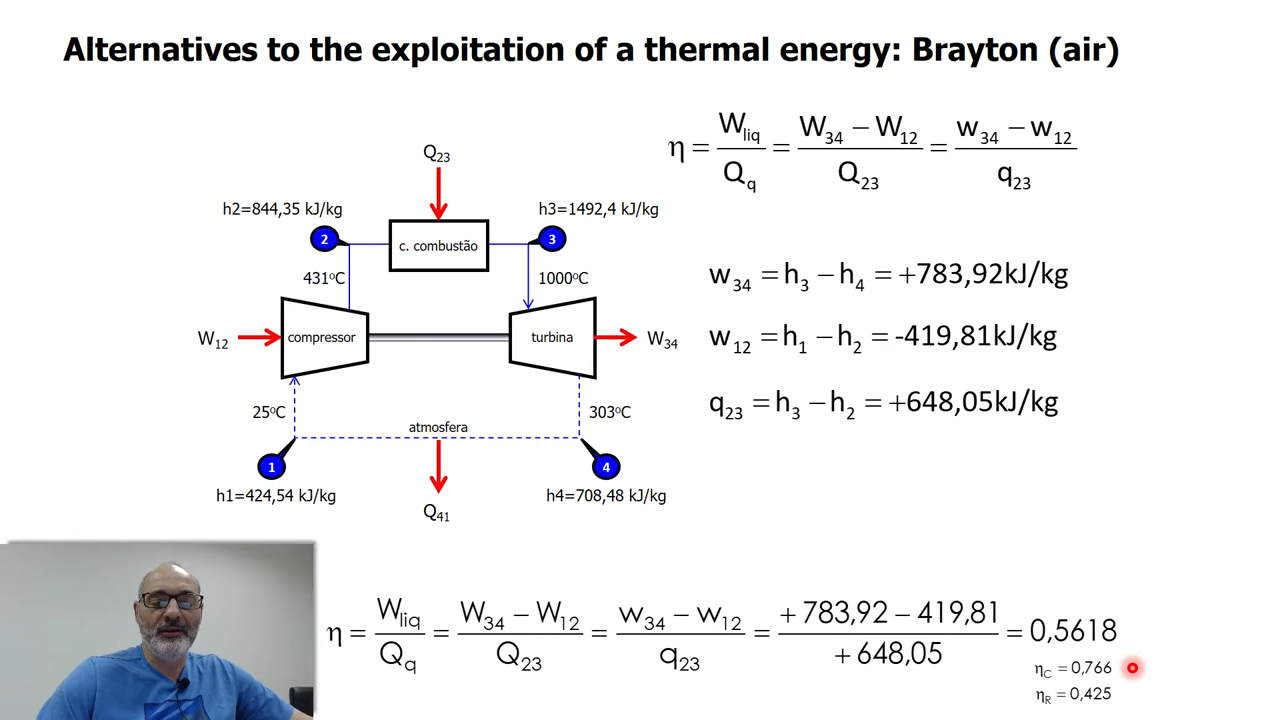 Alternatives to the exploitation of a thermal energy: Brayton (air)
η = W_liq / Q_q = (W_34 − W_12) / Q_23 = (w_34 − w_12) / q_23
Q_23
h2=844,35 kJ/kg
h3=1492,4 kJ/kg
2
c. combustão
3
431ºC
1000ºC
w_34 = h_3 − h_4 = +783,92kJ/kg
W_12
compressor
turbina
W_34
w_12 = h_1 − h_2 = -419,81kJ/kg
25ºC
303ºC
q_23 = h_3 − h_2 = +648,05kJ/kg
atmosfera
1
4
h1=424,54 kJ/kg
h4=708,48 kJ/kg
Q_41
η = W_liq / Q_q = (W_34 − W_12) / Q_23 = (w_34 − w_12) / q_23 = (+ 783,92 − 419,81) / + 648,05 = 0,5618
η_C = 0,766
η_R = 0,425